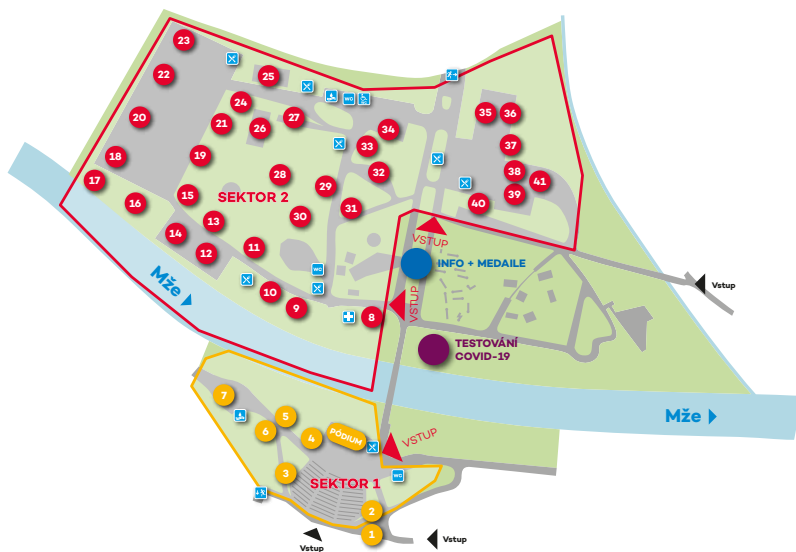 23
22
25
24
20
21
26
27
35
36
34
33
37
18
19
38
28
32
17
29
41
15
SEKTOR 2
39
16
40
31
13
30
14
VSTUP
11
12
INFO + MEDAILE
WC
WC
Mže
Vstup
10
9
VSTUP
8
TESTOVÁNÍ
COVID-19
7
5
Mže
6
4
PÓDIUM
VSTUP
3
WC
SEKTOR 1
2
1
Vstup
Vstup